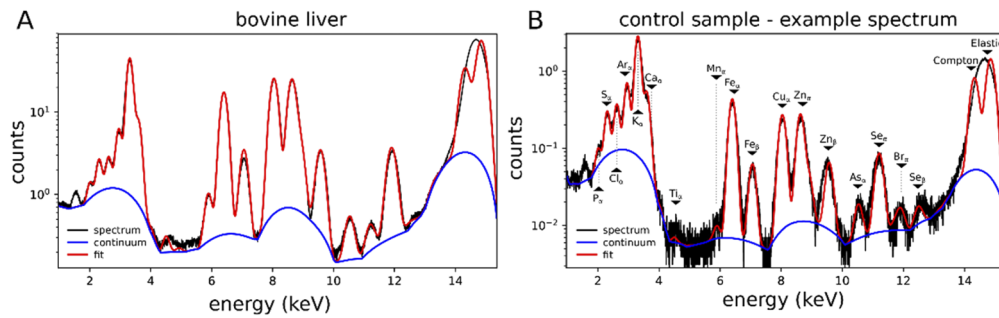 A
bovine liver
counts
10¹
10⁰
spectrum
continuum
fit
2 4 6 8 10 12 14
energy (keV)
B
control sample - example spectrum
counts
10⁰
10⁻¹
10⁻²
Elastic
Compton
Mnα
Arα
Caα
Feα
Sα
Kα
Cuα
Znα
Feβ
Znβ
Seα
Clα
Asα
Brα
Seβ
Pα
Tiα
spectrum
continuum
fit
2 4 6 8 10 12 14
energy (keV)